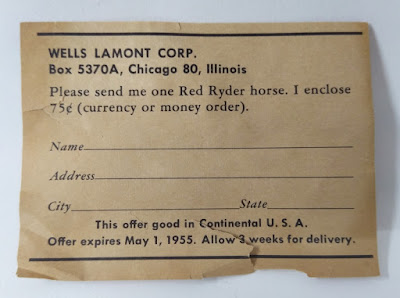 WELLS LAMONT CORP.
Box 5370A, Chicago 80, Illinois
Please send me one Red Ryder horse. I enclose
75¢ (currency or money order).
Name
Address
City State
This offer good in Continental U. S. A.
Offer expires May 1, 1955. Allow 3 weeks for delivery.